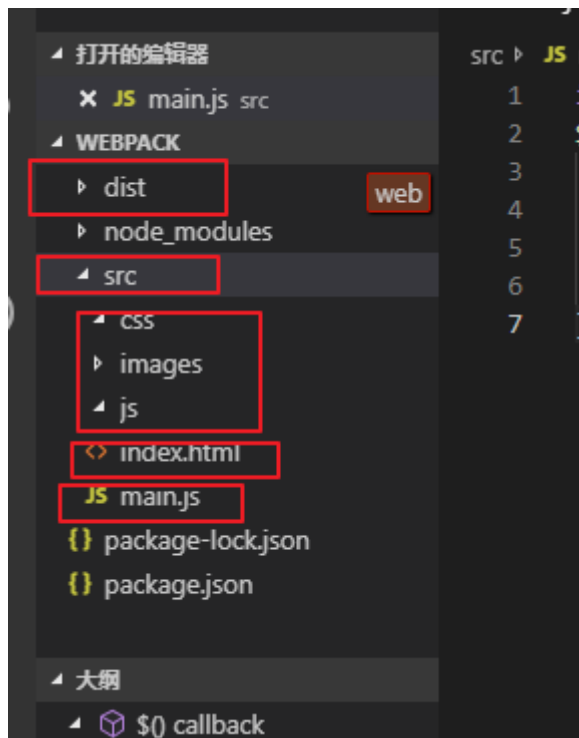 打开的编辑器
× JS main.js src
WEBPACK
dist
web
node_modules
src
css
images
js
<> index.html
JS main.js
{} package-lock.json
{} package.json
大纲
$() callback
src JS
1
2
3
4
5
6
7